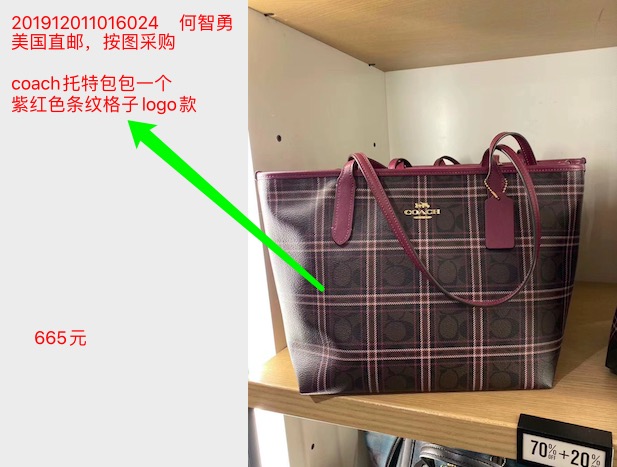 201912011016024 何智勇
美国直邮，按图采购
coach托特包包一个
紫红色条纹格子logo款
665元
COACH
70% OFF +20%